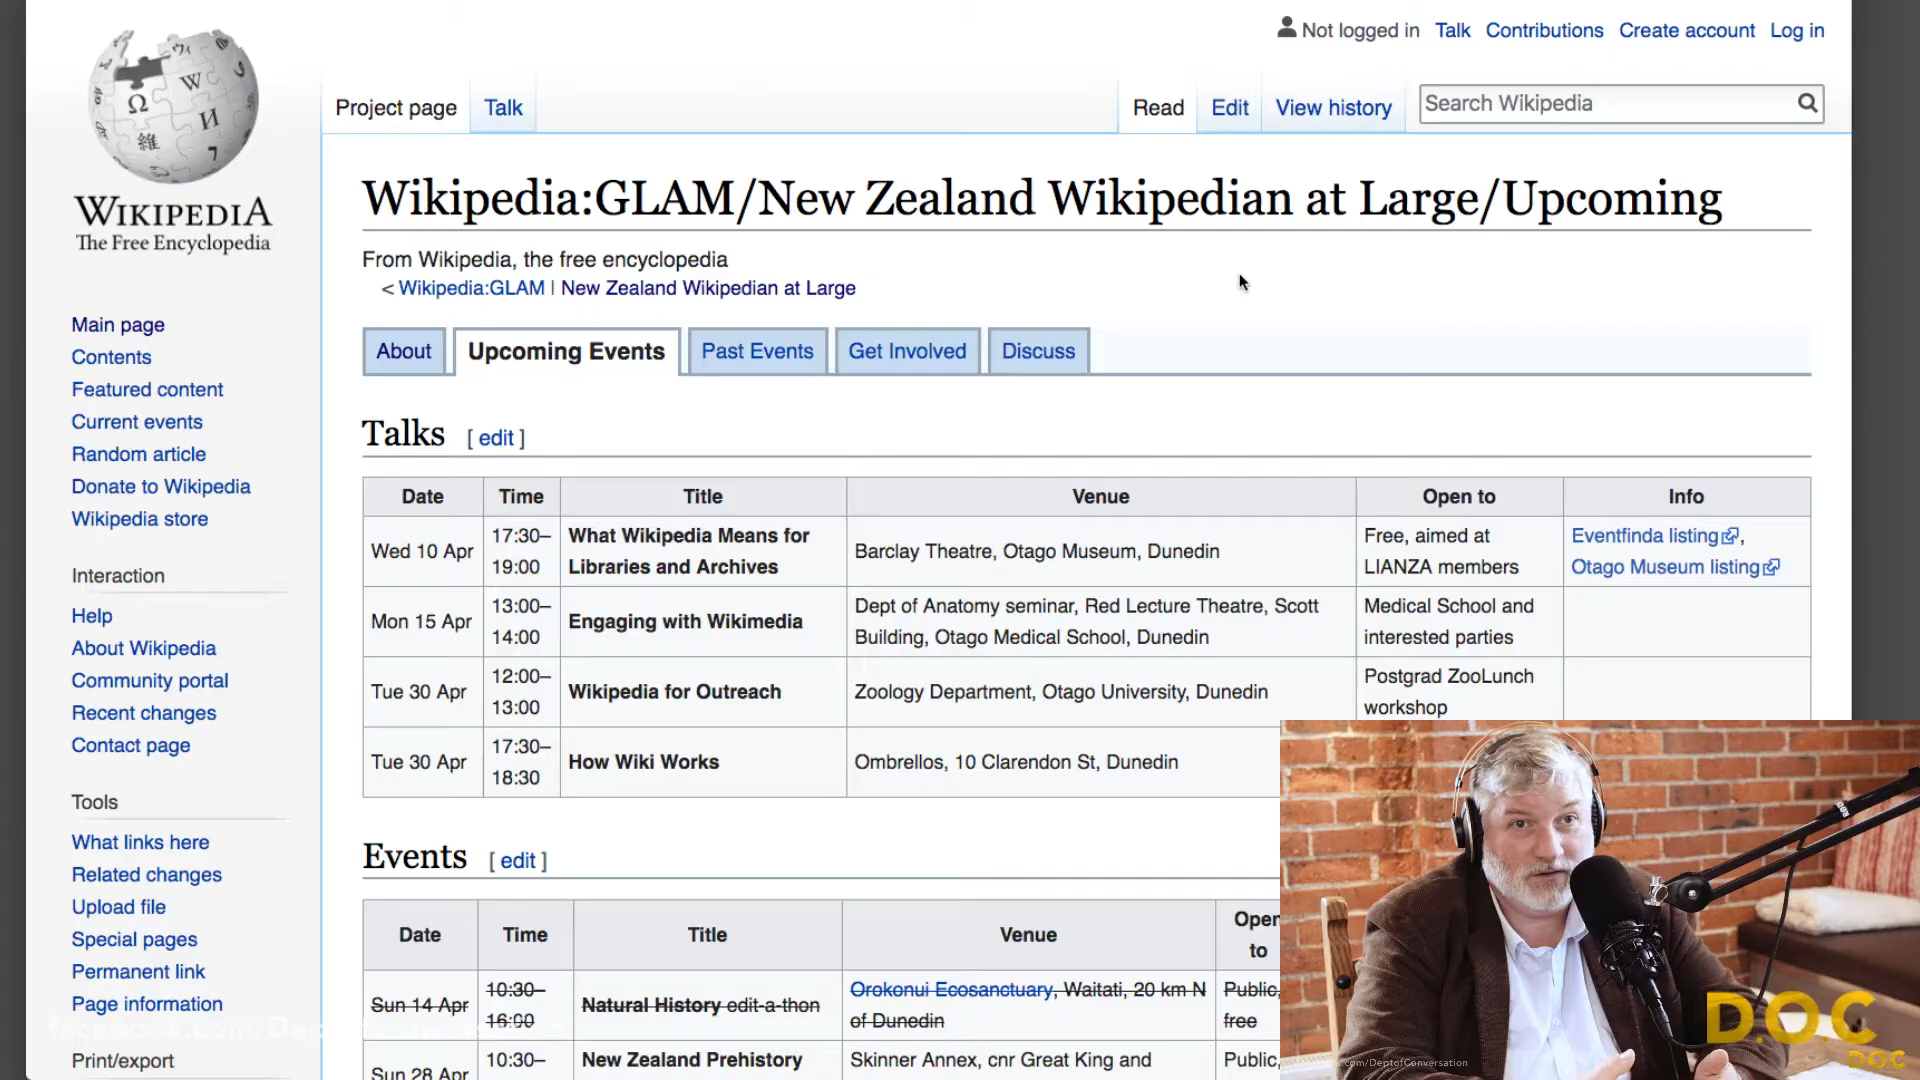 Not logged in Talk Contributions Create account Log in
Project page Talk Read Edit View history Search Wikipedia
WIKIPEDIA
The Free Encyclopedia
Wikipedia:GLAM/New Zealand Wikipedian at Large/Upcoming
From Wikipedia, the free encyclopedia
< Wikipedia:GLAM | New Zealand Wikipedian at Large
About Upcoming Events Past Events Get Involved Discuss
Main page
Contents
Featured content
Current events
Random article
Donate to Wikipedia
Wikipedia store
Interaction
Help
About Wikipedia
Community portal
Recent changes
Contact page
Tools
What links here
Related changes
Upload file
Special pages
Permanent link
Page information
Print/export
Talks [ edit ]
Date Time Title Venue Open to Info
Wed 10 Apr 17:30–19:00 What Wikipedia Means for Libraries and Archives Barclay Theatre, Otago Museum, Dunedin Free, aimed at LIANZA members Eventfinda listing, Otago Museum listing
Mon 15 Apr 13:00–14:00 Engaging with Wikimedia Dept of Anatomy seminar, Red Lecture Theatre, Scott Building, Otago Medical School, Dunedin Medical School and interested parties
Tue 30 Apr 12:00–13:00 Wikipedia for Outreach Zoology Department, Otago University, Dunedin Postgrad ZooLunch workshop
Tue 30 Apr 17:30–18:30 How Wiki Works Ombrellos, 10 Clarendon St, Dunedin
Events [ edit ]
Date Time Title Venue Open to
Sun 14 Apr 10:30–16:00 Natural History edit-a-thon Orokonui Ecosanctuary, Waitati, 20 km N of Dunedin Public, free
Sun 28 Apr 10:30– New Zealand Prehistory Skinner Annex, cnr Great King and Public,
D.O.C
DOC
.com/DeptofConversation